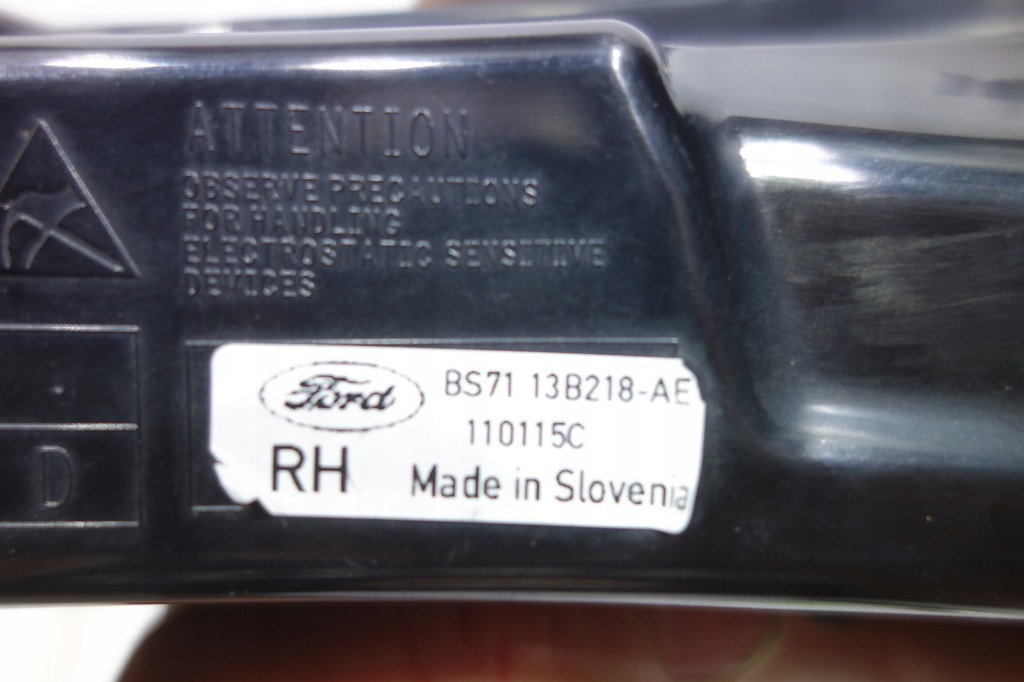 ATTENTION
OBSERVE PRECAUTIONS
FOR HANDLING
ELECTROSTATIC SENSITIVE
DEVICES
D
Ford
BS71 13B218-AE
110115C
RH
Made in Slovenia